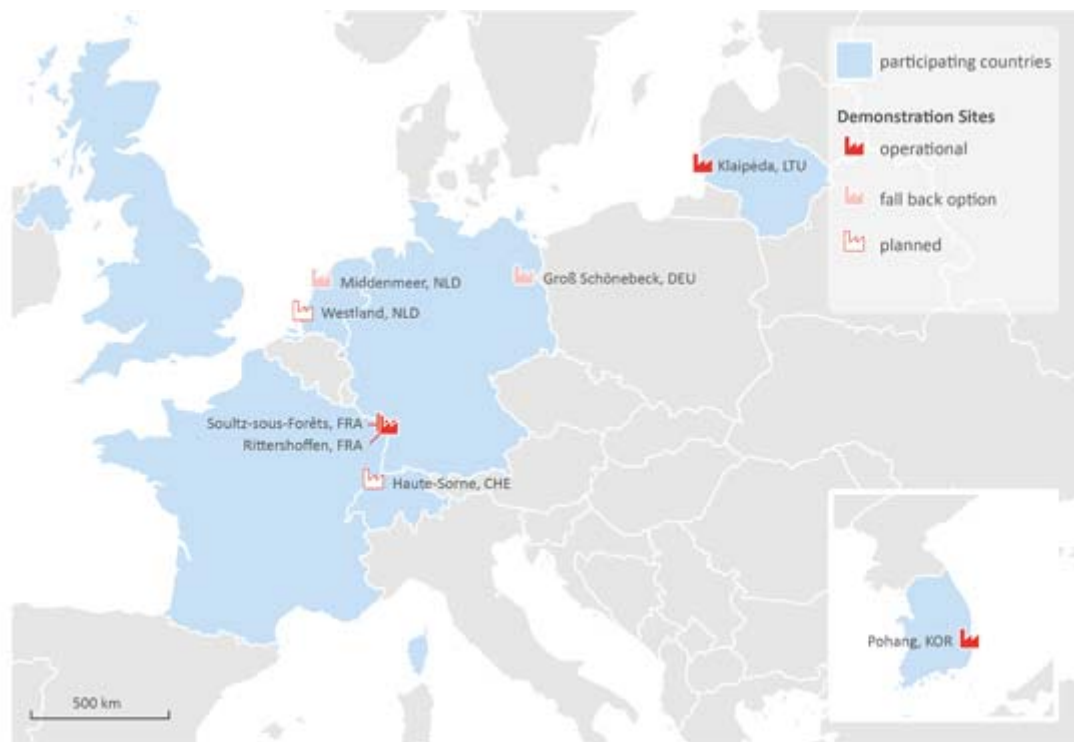 participating countries
Demonstration Sites
operational
fall back option
planned
Klaipėda, LTU
Middenmeer, NLD
Groß Schönebeck, DEU
Westland, NLD
Soultz-sous-Forêts, FRA
Rittershoffen, FRA
Haute-Sorne, CHE
Pohang, KOR
500 km